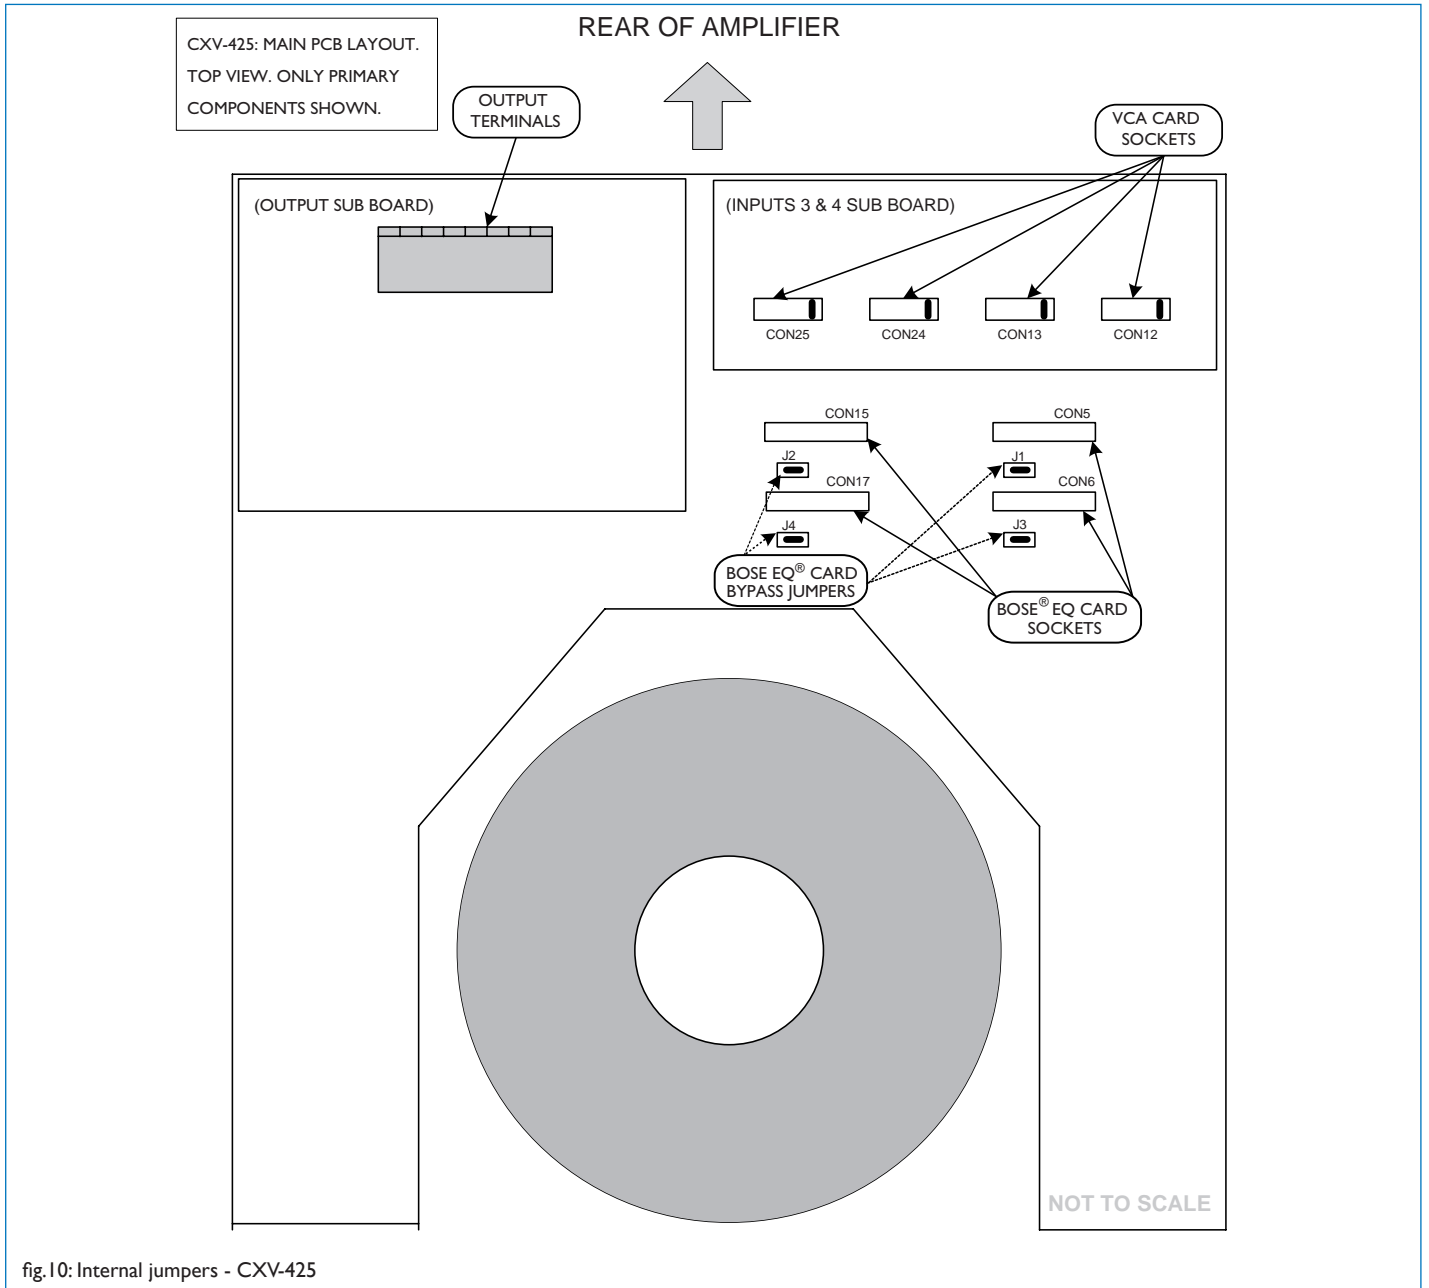 REAR OF AMPLIFIER
CXV-425: MAIN PCB LAYOUT.
TOP VIEW. ONLY PRIMARY
COMPONENTS SHOWN.
OUTPUT
TERMINALS
VCA CARD
SOCKETS
(OUTPUT SUB BOARD)
(INPUTS 3 & 4 SUB BOARD)
CON25
CON24
CON13
CON12
CON15
CON5
J2
J1
CON17
CON6
J4
J3
BOSE EQ® CARD
BYPASS JUMPERS
BOSE® EQ CARD
SOCKETS
NOT TO SCALE
fig.10: Internal jumpers - CXV-425